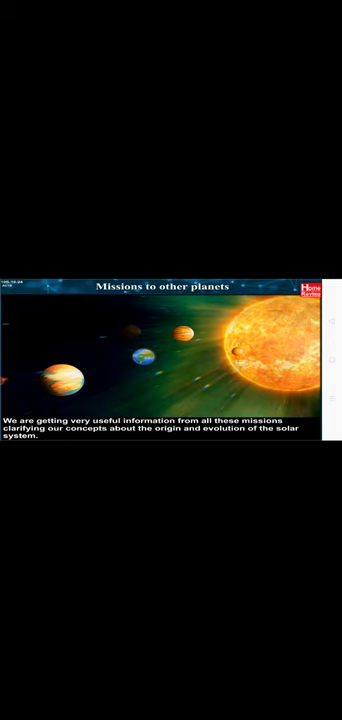 Missions to other planets
Home
Revise
We are getting very useful information from all these missions
clarifying our concepts about the origin and evolution of the solar
system.